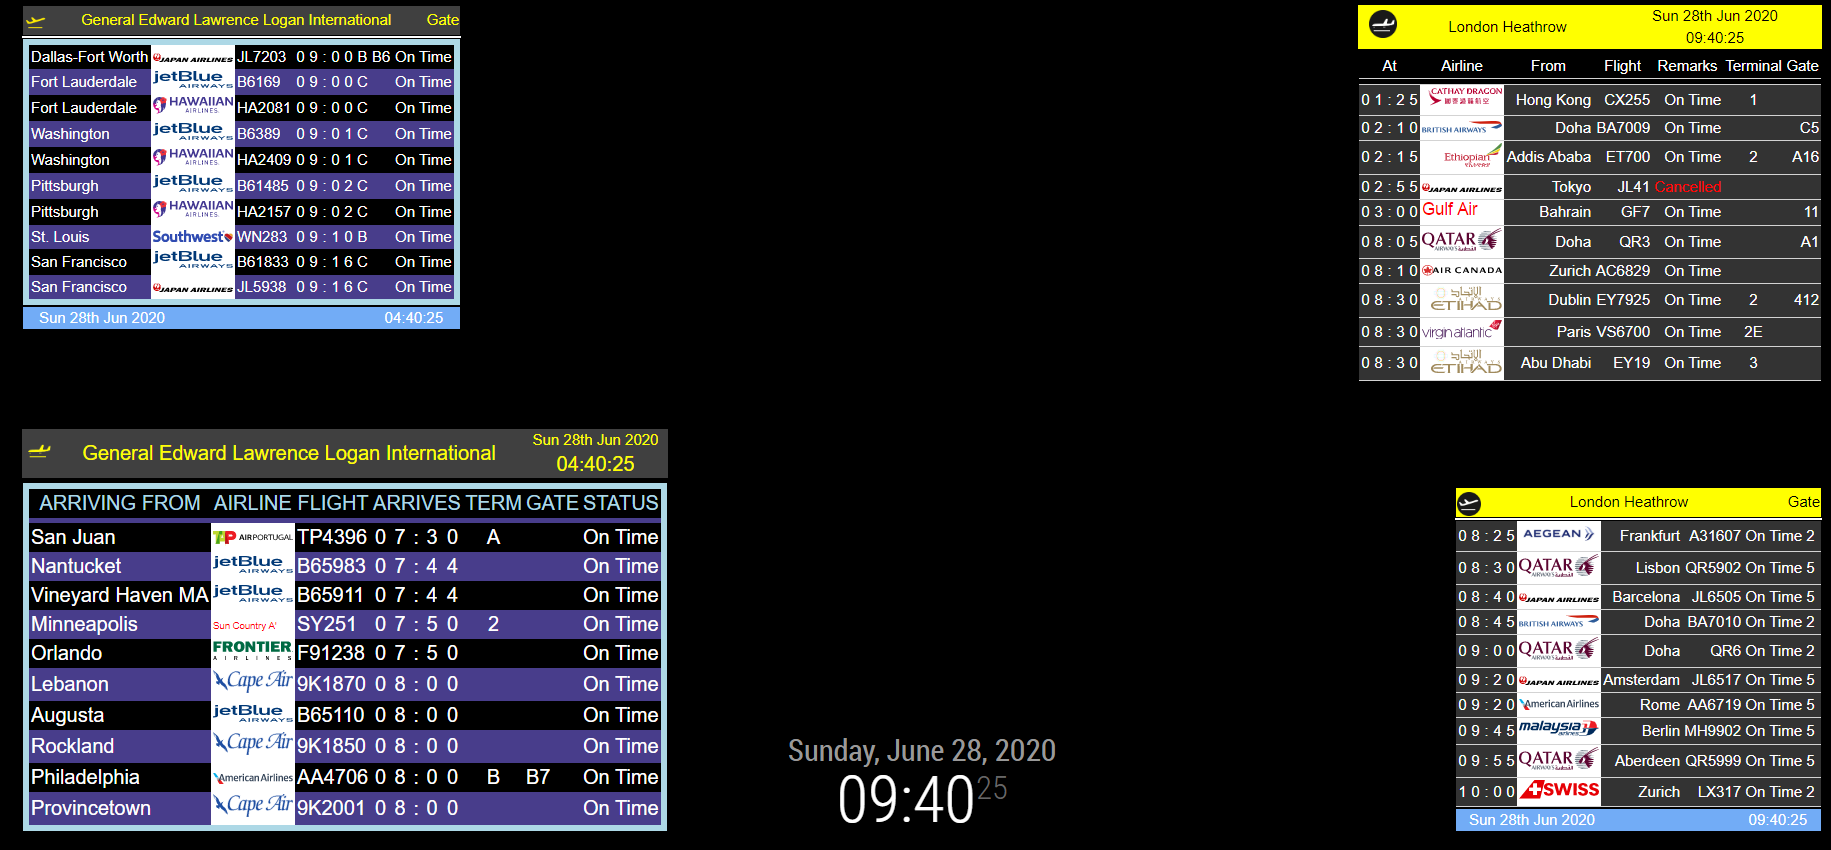 General Edward Lawrence Logan International Gate
Dallas-Fort Worth JAPAN AIRLINES JL7203 09:00 B B6 On Time
Fort Lauderdale jetBlue AIRWAYS B6169 09:00 C On Time
Fort Lauderdale HAWAIIAN AIRLINES HA2081 09:00 C On Time
Washington jetBlue AIRWAYS B6389 09:01 C On Time
Washington HAWAIIAN AIRLINES HA2409 09:01 C On Time
Pittsburgh jetBlue AIRWAYS B61485 09:02 C On Time
Pittsburgh HAWAIIAN AIRLINES HA2157 09:02 C On Time
St. Louis Southwest WN283 09:10 B On Time
San Francisco jetBlue AIRWAYS B61833 09:16 C On Time
San Francisco JAPAN AIRLINES JL5938 09:16 C On Time
Sun 28th Jun 2020 04:40:25
London Heathrow Sun 28th Jun 2020
09:40:25
At Airline From Flight Remarks Terminal Gate
01:25 CATHAY DRAGON Hong Kong CX255 On Time 1
02:10 BRITISH AIRWAYS Doha BA7009 On Time C5
02:15 Ethiopian Addis Ababa ET700 On Time 2 A16
02:55 JAPAN AIRLINES Tokyo JL41 Cancelled
03:00 Gulf Air Bahrain GF7 On Time 11
08:05 QATAR AIRWAYS القطرية Doha QR3 On Time A1
08:10 AIR CANADA Zurich AC6829 On Time
08:30 الإتحاد AIRWAYS ETIHAD Dublin EY7925 On Time 2 412
08:30 virgin atlantic Paris VS6700 On Time 2E
08:30 الإتحاد AIRWAYS ETIHAD Abu Dhabi EY19 On Time 3
General Edward Lawrence Logan International Sun 28th Jun 2020
04:40:25
ARRIVING FROM AIRLINE FLIGHT ARRIVES TERM GATE STATUS
San Juan TAP AIR PORTUGAL TP4396 07:30 A On Time
Nantucket jetBlue AIRWAYS B65983 07:44 On Time
Vineyard Haven MA jetBlue AIRWAYS B65911 07:44 On Time
Minneapolis Sun Country A' SY251 07:50 2 On Time
Orlando FRONTIER AIRLINES F91238 07:50 On Time
Lebanon Cape Air 9K1870 08:00 On Time
Augusta jetBlue AIRWAYS B65110 08:00 On Time
Rockland Cape Air 9K1850 08:00 On Time
Philadelphia American Airlines AA4706 08:00 B B7 On Time
Provincetown Cape Air 9K2001 08:00 On Time
Sunday, June 28, 2020
09:40 25
London Heathrow Gate
08:25 AEGEAN Frankfurt A31607 On Time 2
08:30 QATAR AIRWAYS القطرية Lisbon QR5902 On Time 5
08:40 JAPAN AIRLINES Barcelona JL6505 On Time 5
08:45 BRITISH AIRWAYS Doha BA7010 On Time 2
09:00 QATAR AIRWAYS القطرية Doha QR6 On Time 2
09:20 JAPAN AIRLINES Amsterdam JL6517 On Time 5
09:20 American Airlines Rome AA6719 On Time 5
09:45 malaysia airlines Berlin MH9902 On Time 5
09:55 QATAR AIRWAYS القطرية Aberdeen QR5999 On Time 5
10:00 SWISS Zurich LX317 On Time 2
Sun 28th Jun 2020 09:40:25